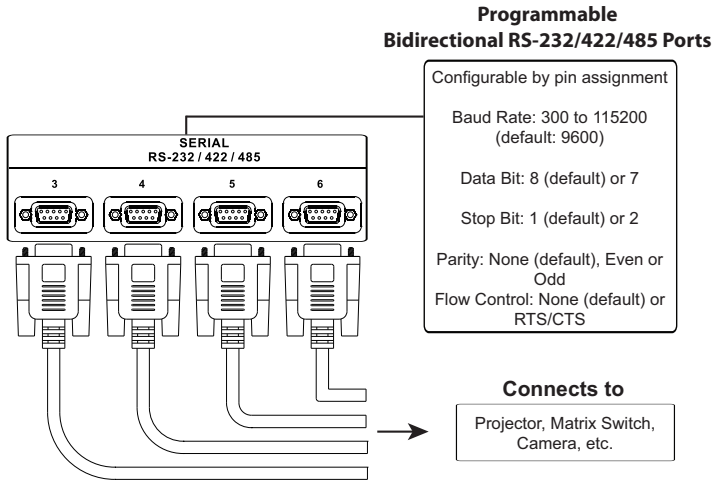 Programmable
Bidirectional RS-232/422/485 Ports
Configurable by pin assignment
Baud Rate: 300 to 115200
(default: 9600)
Data Bit: 8 (default) or 7
Stop Bit: 1 (default) or 2
Parity: None (default), Even or
Odd
Flow Control: None (default) or
RTS/CTS
SERIAL
RS-232 / 422 / 485
3 4 5 6
Connects to
Projector, Matrix Switch,
Camera, etc.